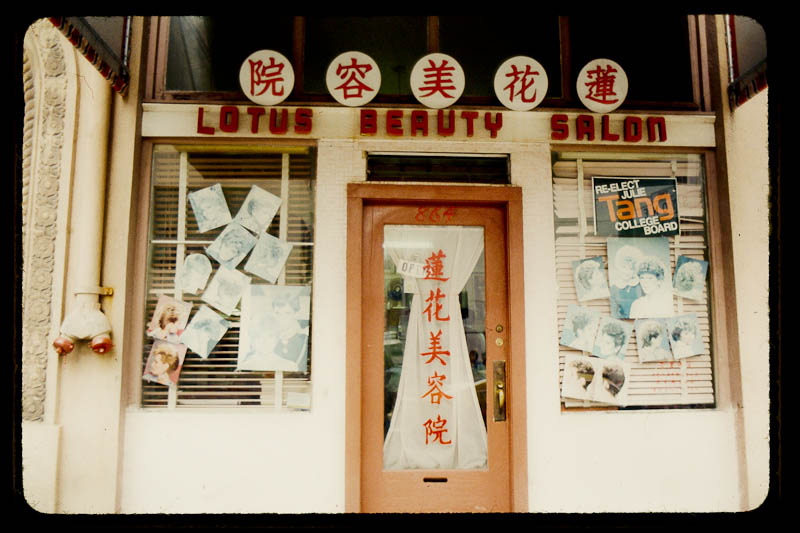 蓮花美容院
LOTUS BEAUTY SALON
864
蓮花美容院
RE-ELECT
JULIE
Tang
COLLEGE
BOARD